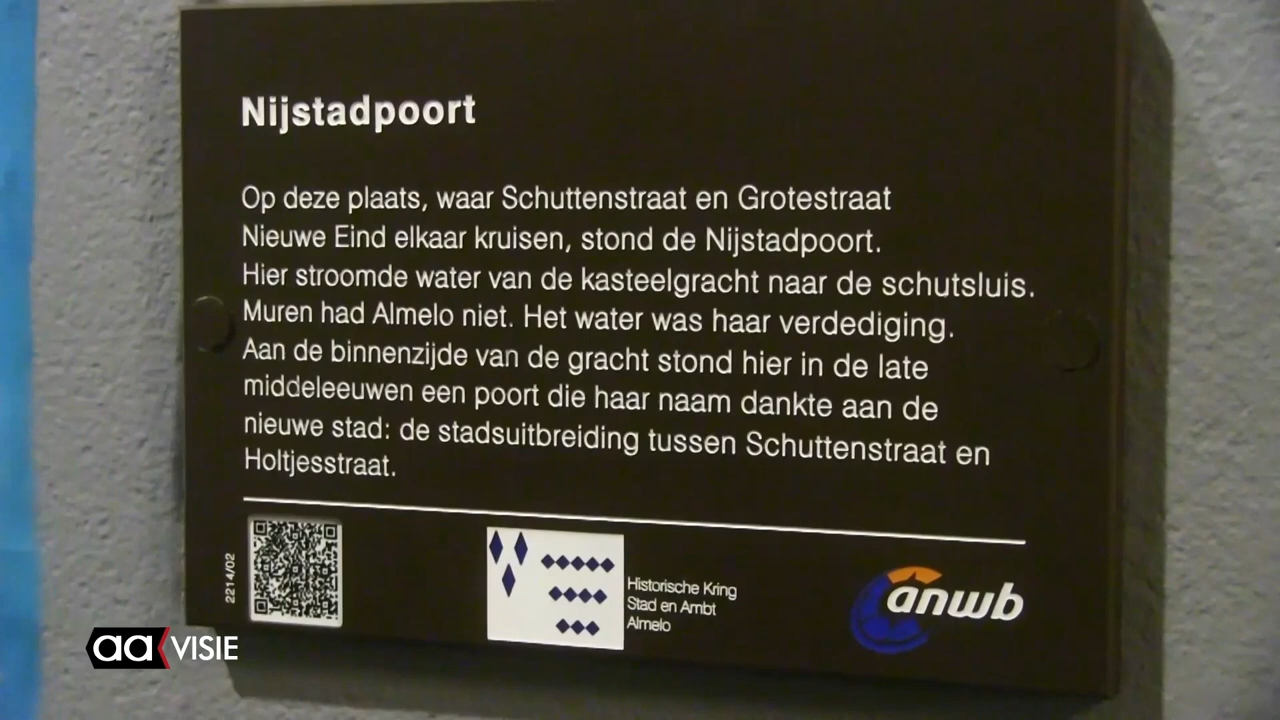 Nijstadpoort
Op deze plaats, waar Schuttenstraat en Grotestraat
Nieuwe Eind elkaar kruisen, stond de Nijstadpoort.
Hier stroomde water van de kasteelgracht naar de schutsluis.
Muren had Almelo niet. Het water was haar verdediging.
Aan de binnenzijde van de gracht stond hier in de late
middeleeuwen een poort die haar naam dankte aan de
nieuwe stad: de stadsuitbreiding tussen Schuttenstraat en
Holtjesstraat.
2214/02
Historische Kring
Stad en Ambt
Almelo
anwb
aa VISIE